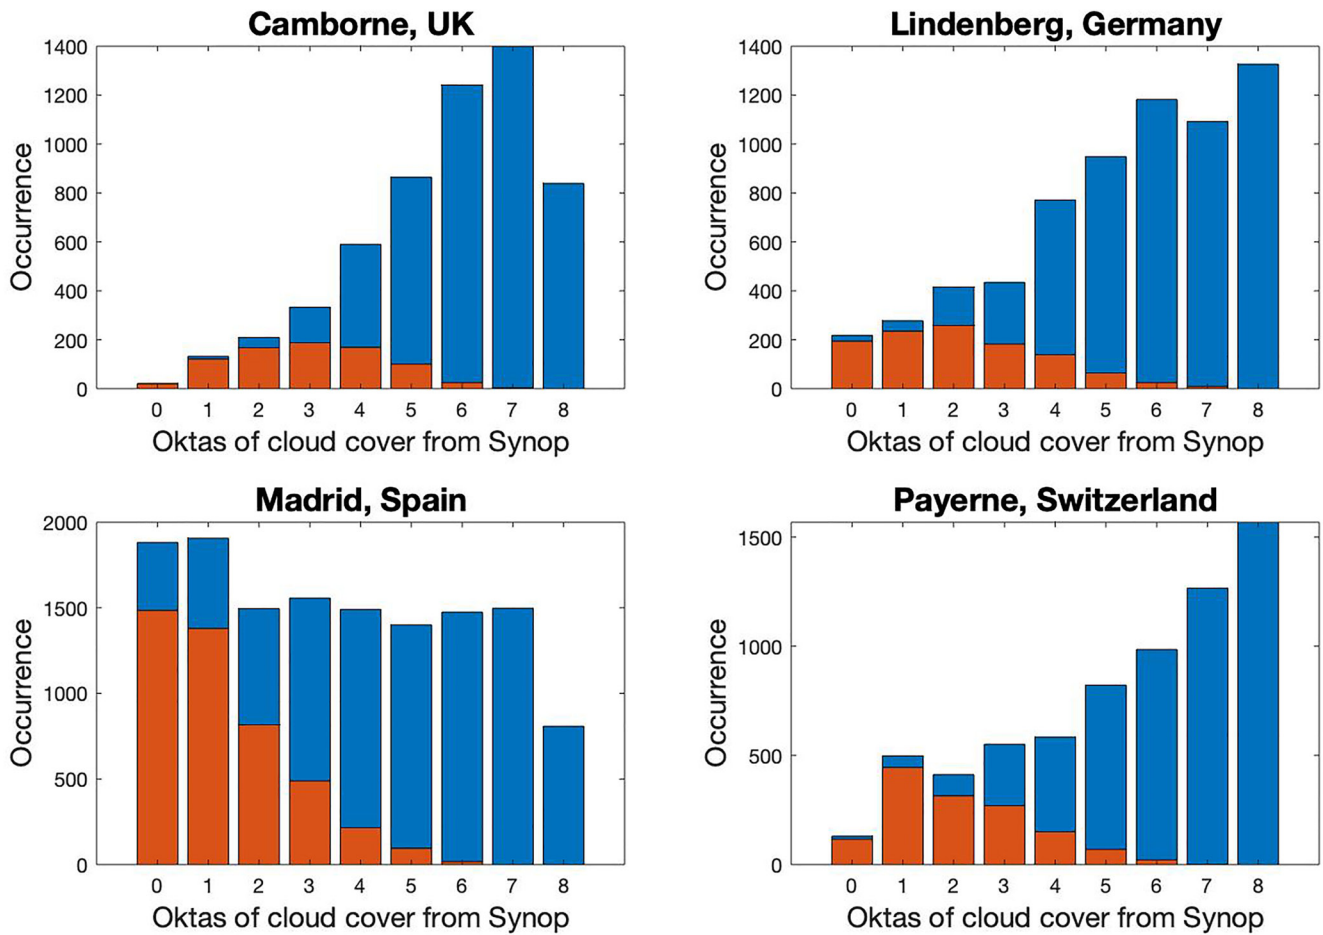 Camborne, UK
1400
1200
1000
800
600
400
200
0
Occurrence
0 1 2 3 4 5 6 7 8
Oktas of cloud cover from Synop
Lindenberg, Germany
1400
1200
1000
800
600
400
200
0
Occurrence
0 1 2 3 4 5 6 7 8
Oktas of cloud cover from Synop
Madrid, Spain
2000
1500
1000
500
0
Occurrence
0 1 2 3 4 5 6 7 8
Oktas of cloud cover from Synop
Payerne, Switzerland
1500
1000
500
0
Occurrence
0 1 2 3 4 5 6 7 8
Oktas of cloud cover from Synop